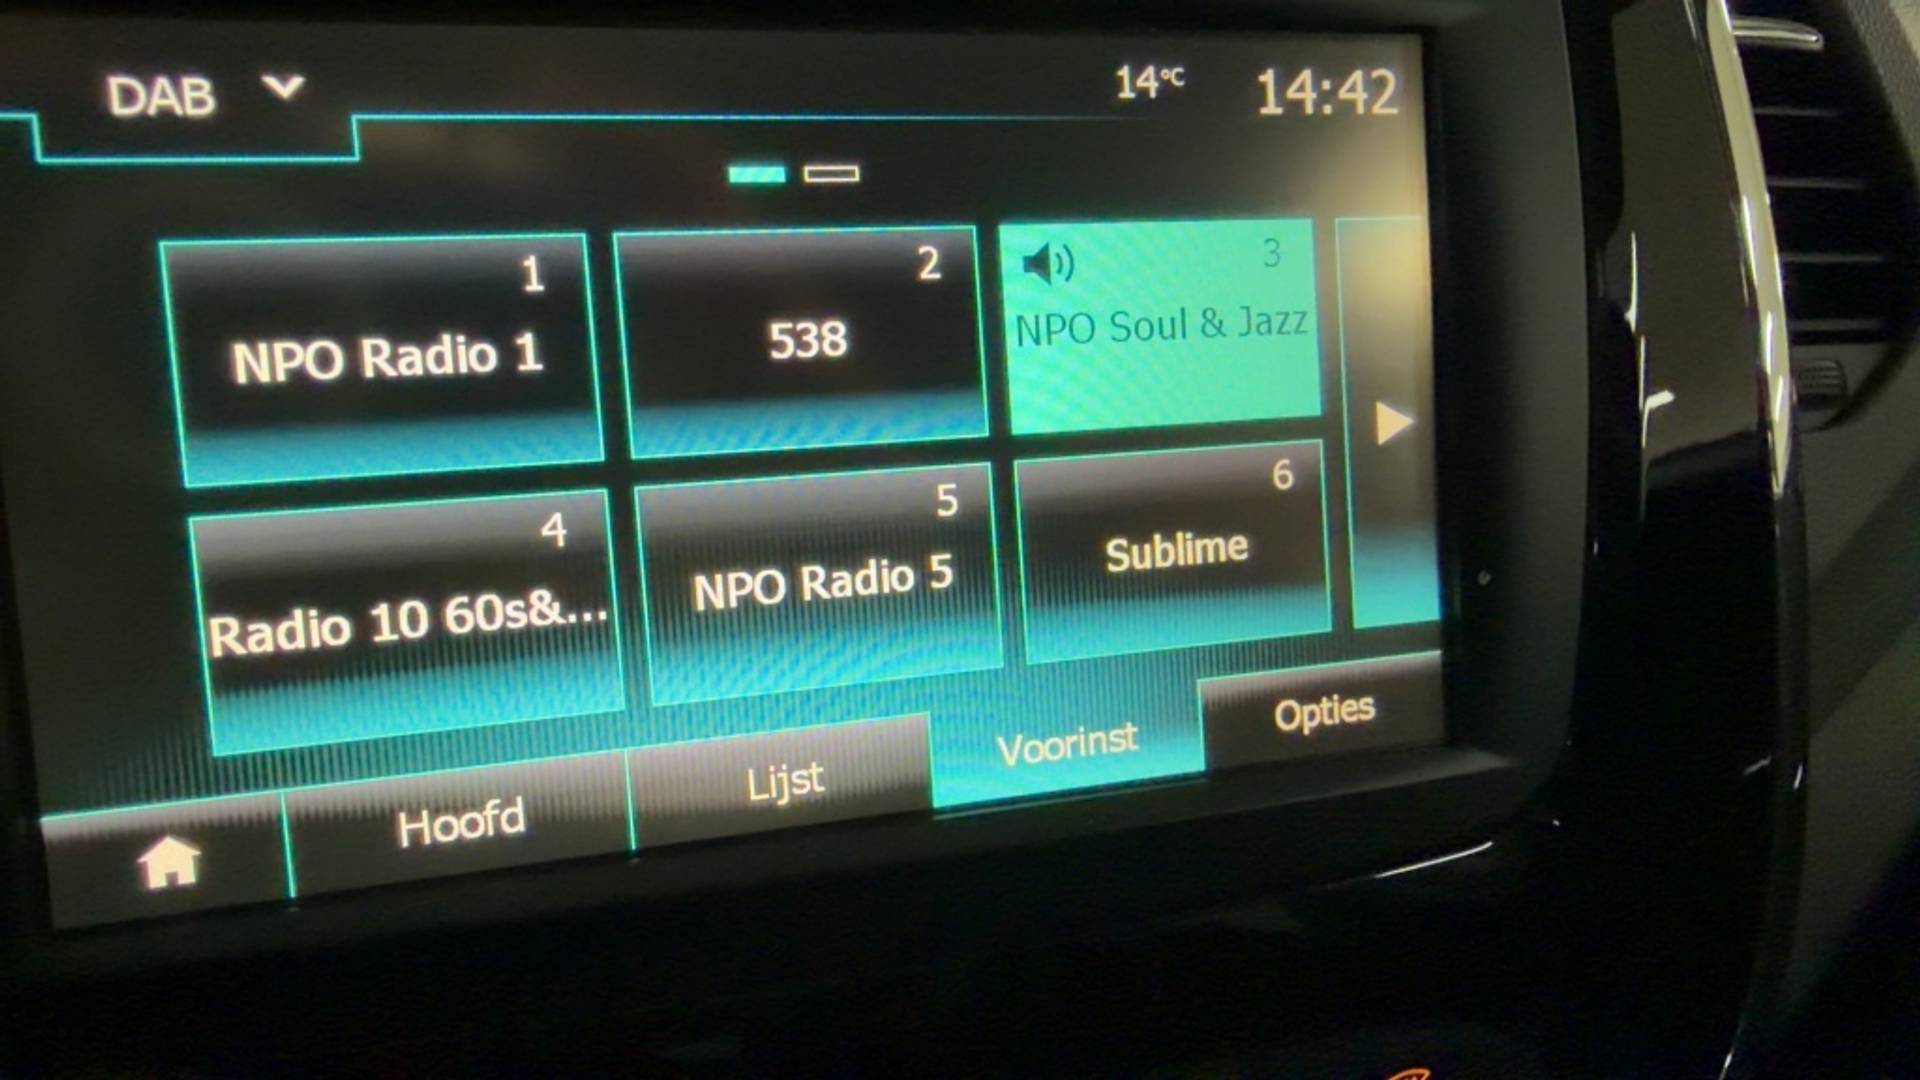 DAB
14°C
14:42
1
NPO Radio 1
2
538
3
NPO Soul & Jazz
4
Radio 10 60s&...
5
NPO Radio 5
6
Sublime
Hoofd
Lijst
Voorinst
Opties